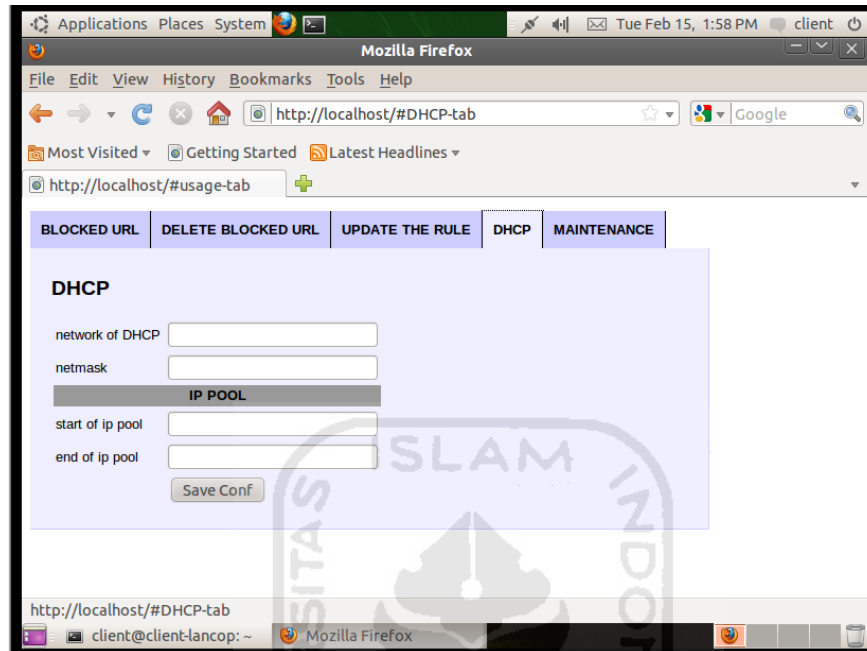 Applications Places System Tue Feb 15, 1:58 PM client
Mozilla Firefox
File Edit View History Bookmarks Tools Help
http://localhost/#DHCP-tab Google
Most Visited Getting Started Latest Headlines
http://localhost/#usage-tab
BLOCKED URL DELETE BLOCKED URL UPDATE THE RULE DHCP MAINTENANCE
DHCP
network of DHCP
netmask
IP POOL
start of ip pool
end of ip pool
Save Conf
ISLAM
http://localhost/#DHCP-tab
client@client-lancop: ~ Mozilla Firefox